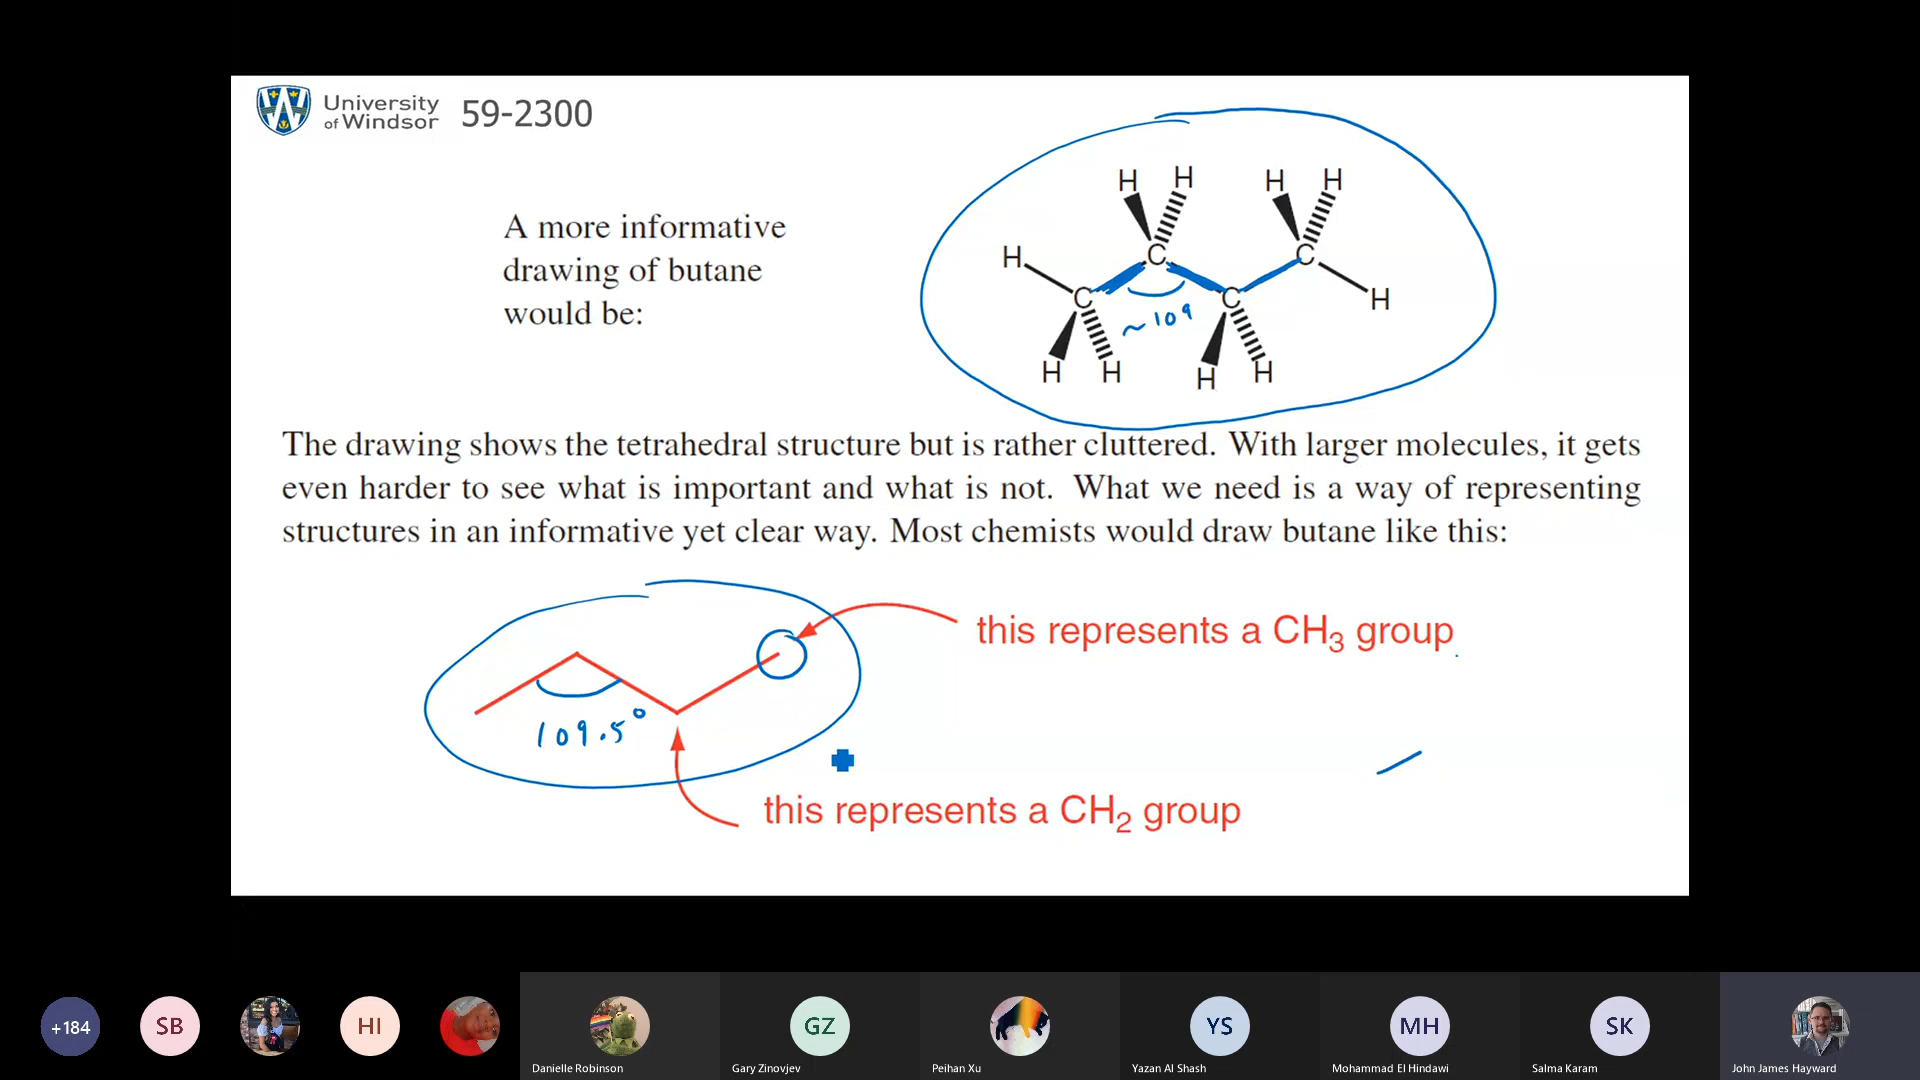 University
of Windsor
59-2300
A more informative
drawing of butane
would be:
H H H H
H C C
C C H
~109
H H H H
The drawing shows the tetrahedral structure but is rather cluttered. With larger molecules, it gets
even harder to see what is important and what is not. What we need is a way of representing
structures in an informative yet clear way. Most chemists would draw butane like this:
this represents a CH₃ group
109.5°
this represents a CH₂ group
+184 SB HI GZ YS MH SK
Danielle Robinson Gary Zinovjev Peihan Xu Yazan Al Shash Mohammad El Hindawi Salma Karam John James Hayward